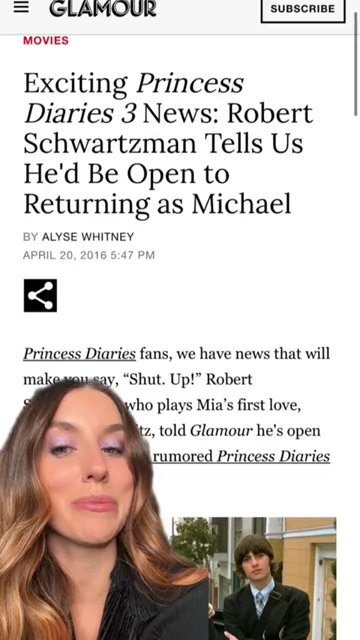 GLAMOUR
SUBSCRIBE
MOVIES
Exciting Princess
Diaries 3 News: Robert
Schwartzman Tells Us
He'd Be Open to
Returning as Michael
BY ALYSE WHITNEY
APRIL 20, 2016 5:47 PM
Princess Diaries fans, we have news that will
make you say, “Shut. Up!” Robert
who plays Mia’s first love,
told Glamour he's open
rumored Princess Diaries